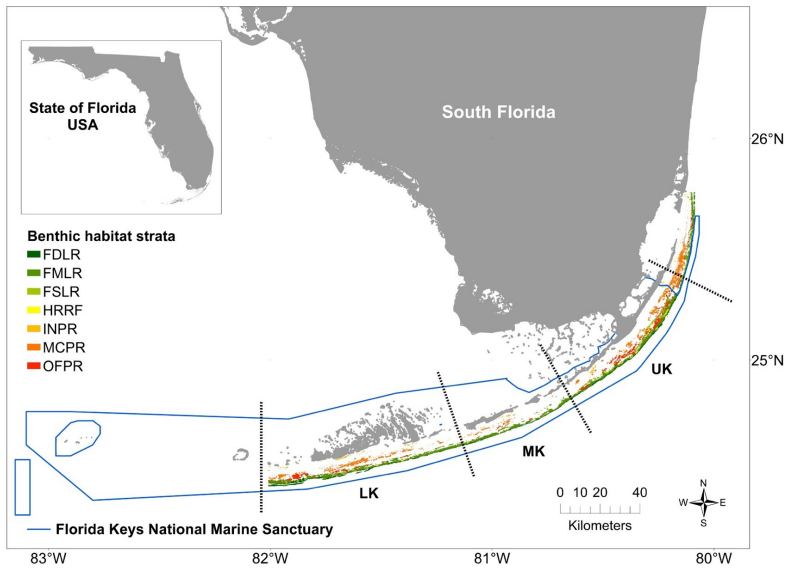 State of Florida
USA
South Florida
26°N
Benthic habitat strata
FDLR
FMLR
FSLR
HRRF
INPR
MCPR
OFPR
25°N
UK
MK
LK
0 10 20 40
Kilometers
N
W E
S
Florida Keys National Marine Sanctuary
83°W 82°W 81°W 80°W